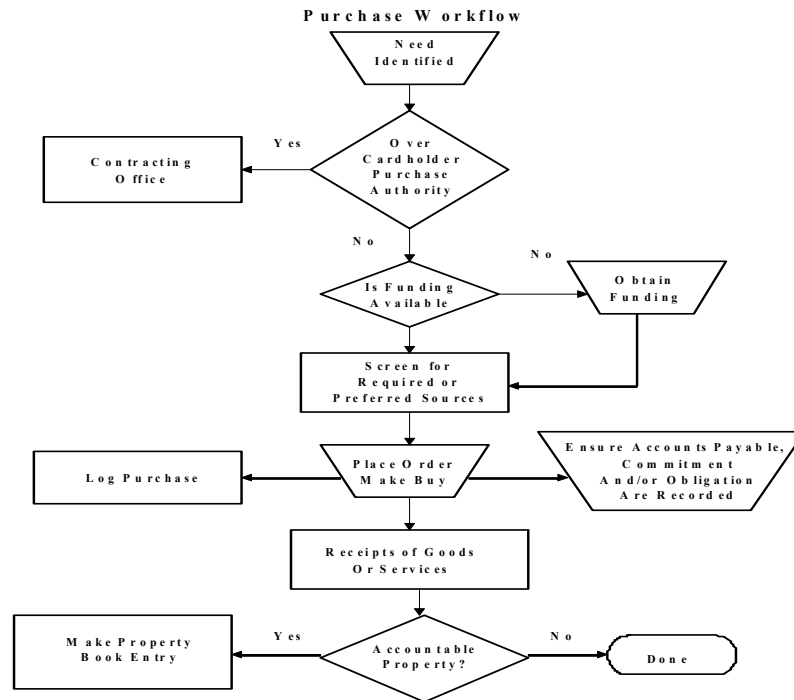 Purchase Workflow
Need
Identified
Yes
Over
Cardholder
Purchase
Authority
Contracting
Office
No
Is Funding
Available
No
Obtain
Funding
Screen for
Required or
Preferred Sources
Log Purchase
Place Order
Make Buy
Ensure Accounts Payable,
Commitment
And/or Obligation
Are Recorded
Receipts of Goods
Or Services
Make Property
Book Entry
Yes
Accountable
Property?
No
Done